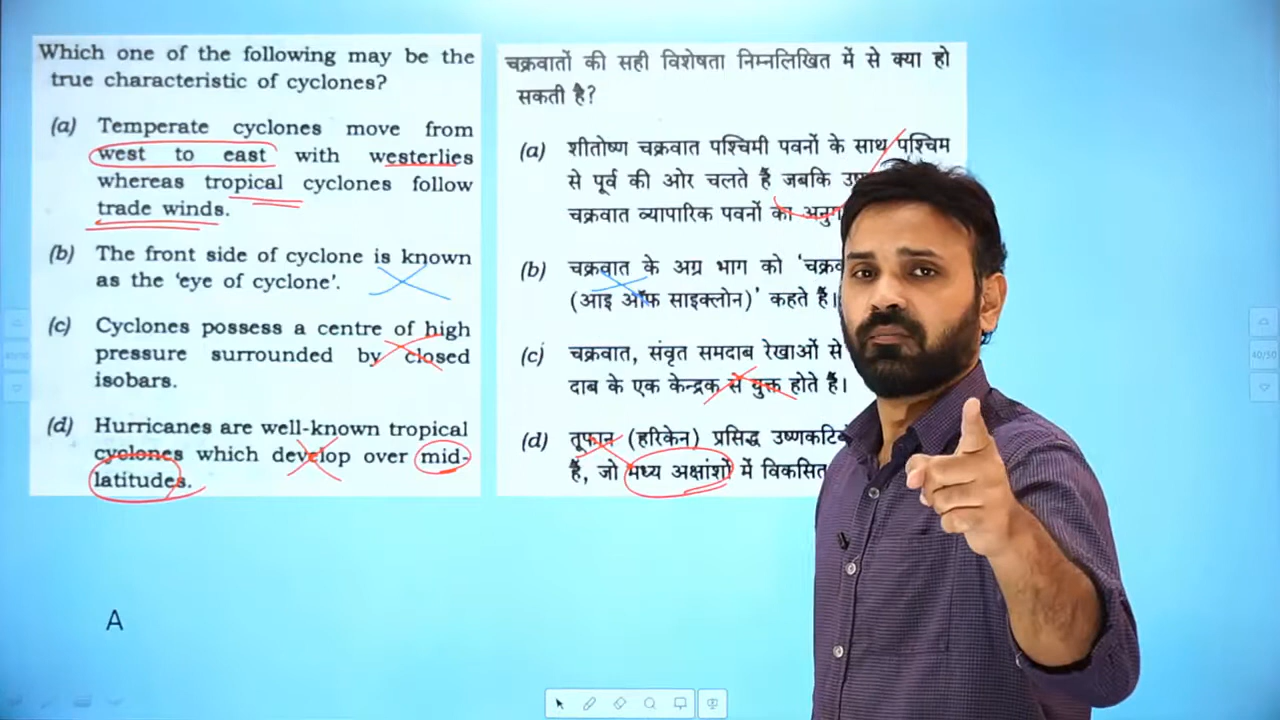 Which one of the following may be the
true characteristic of cyclones?
(a) Temperate cyclones move from
west to east with westerlies
whereas tropical cyclones follow
trade winds.
(b) The front side of cyclone is known
as the 'eye of cyclone'.
(c) Cyclones possess a centre of high
pressure surrounded by closed
isobars.
(d) Hurricanes are well-known tropical
cyclones which develop over mid-
latitudes.
A
चक्रवातों की सही विशेषता निम्नलिखित में से क्या हो
सकती है?
(a) शीतोष्ण चक्रवात पश्चिमी पवनों के साथ पश्चिम
से पूर्व की ओर चलते हैं जबकि
चक्रवात व्यापारिक पवनों का
(b) चक्रवात के अग्र भाग को
(आइ ऑफ साइक्लोन)' कहते हैं।
(c) चक्रवात, संवृत समदाब रेखाओं से
दाब के एक केन्द्रक से युक्त होते हैं।
(d) तूफान (हरिकेन) प्रसिद्ध
हैं, जो मध्य अक्षांशों में विकसित
40/50